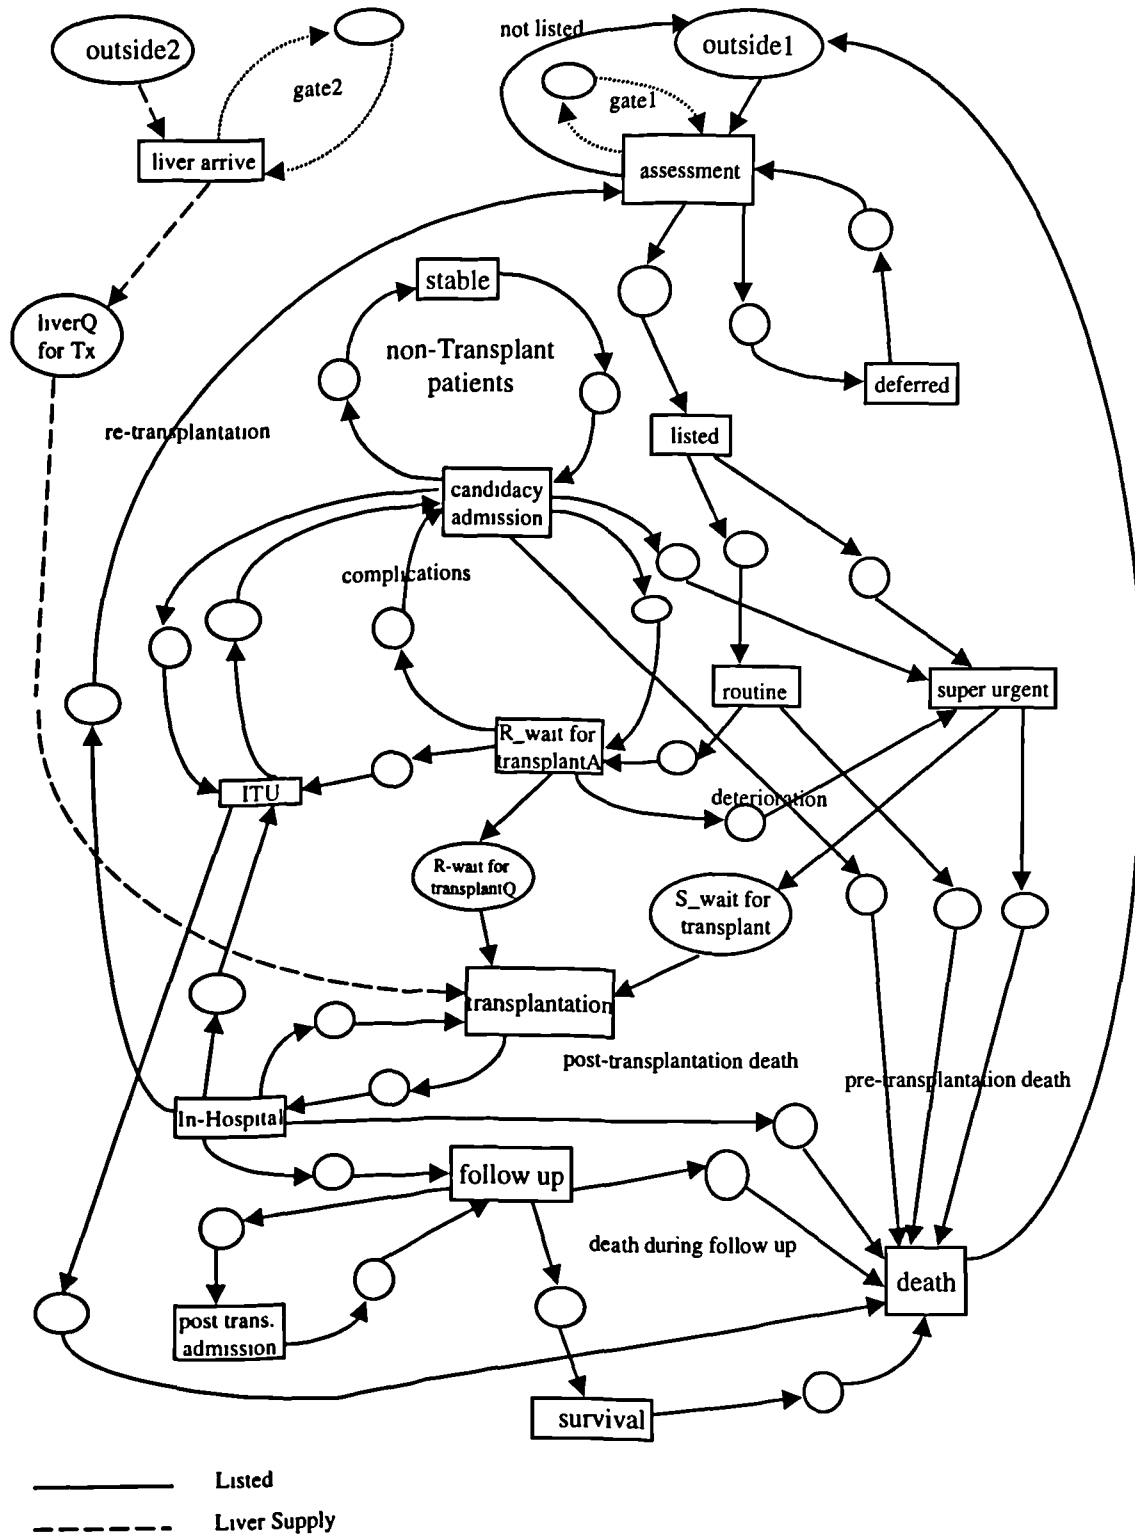 not listed
outside2
outside1
gate2
gate1
liver arrive
assessment
stable
liverQ
for Tx
non-Transplant
patients
deferred
re-transplantation
listed
candidacy
admission
complications
routine
super urgent
R_wait for
transplantA
ITU
deterioration
R-wait for
transplantQ
S_wait for
transplant
transplantation
post-transplantation death
pre-transplantation death
In-Hospital
follow up
death during follow up
death
post trans.
admission
survival
Listed
Liver Supply